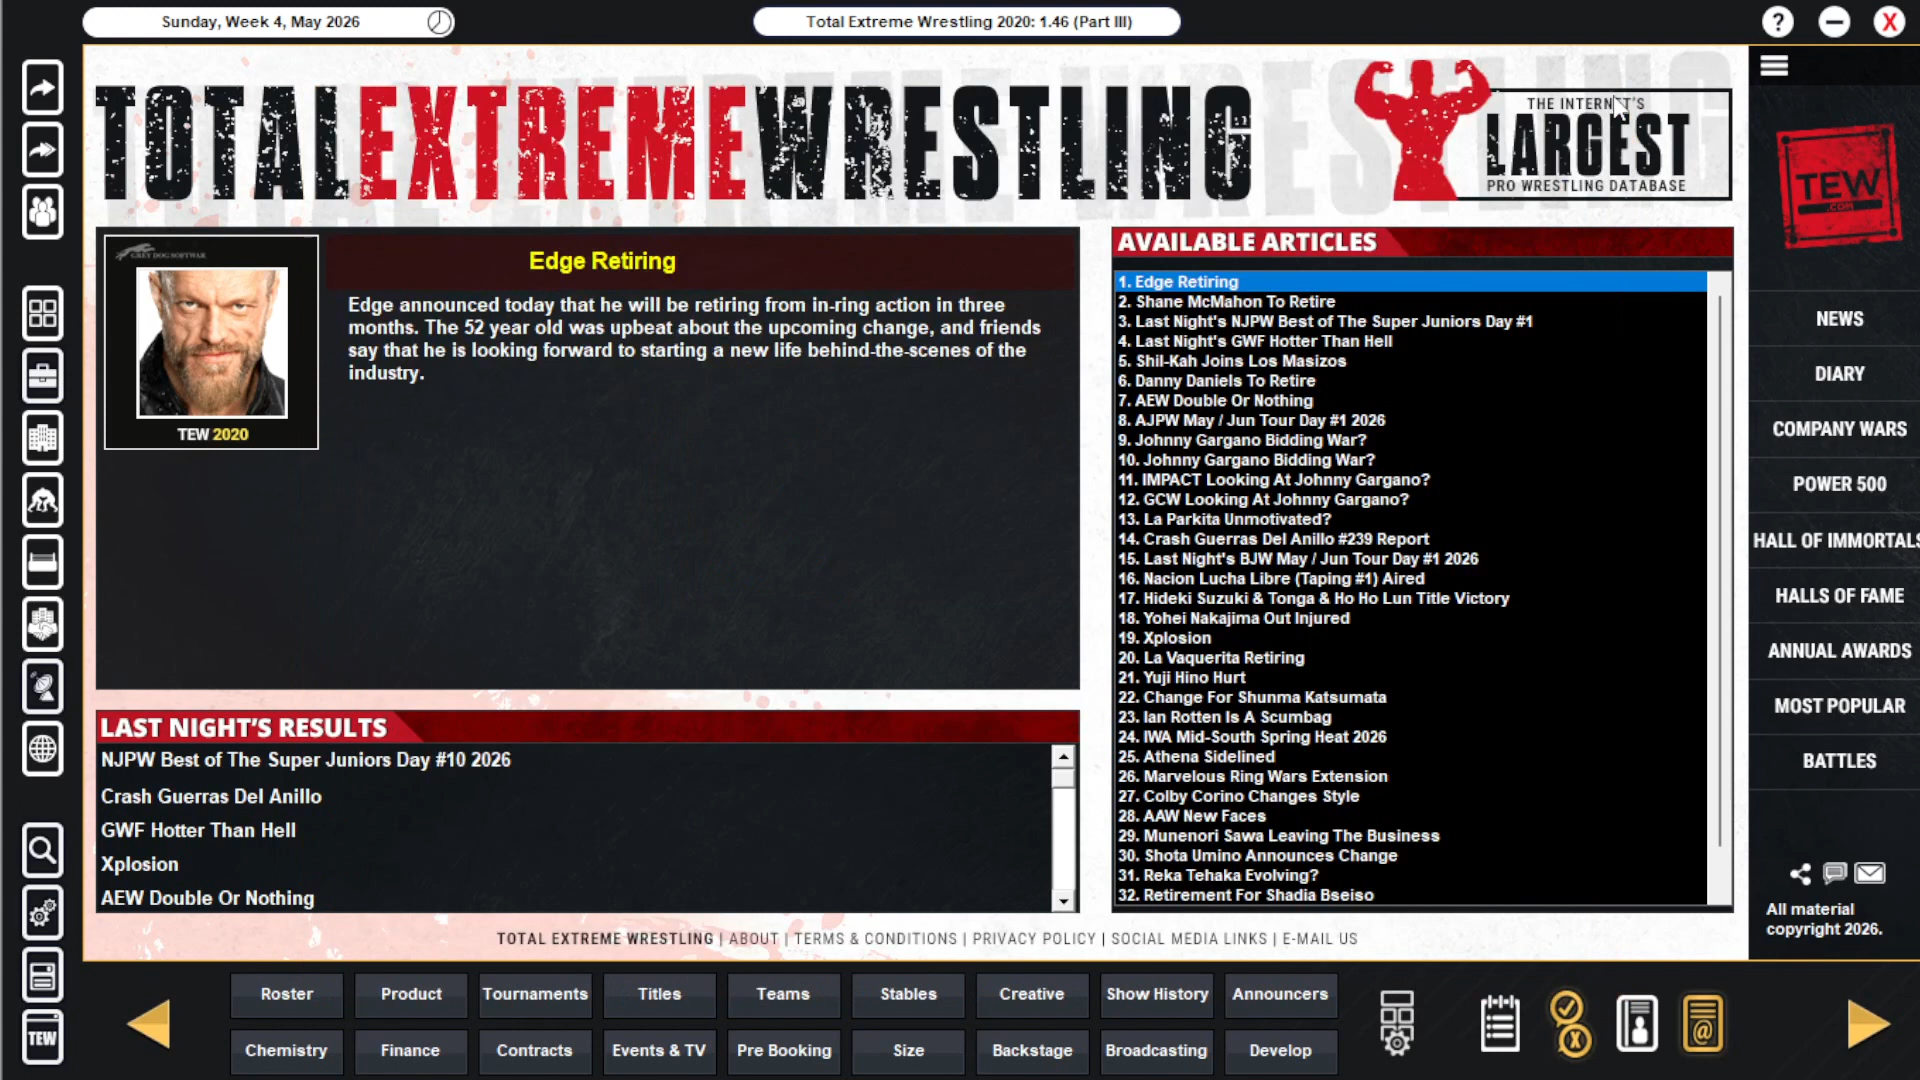 Sunday, Week 4, May 2026
Total Extreme Wrestling 2020: 1.46 (Part III)
?
X
TOTALEXTREMEWRESTLING
THE INTERNET'S
LARGEST
PRO WRESTLING DATABASE
TEW
.COM
GREY DOG SOFTWARE
TEW 2020
Edge Retiring
Edge announced today that he will be retiring from in-ring action in three
months. The 52 year old was upbeat about the upcoming change, and friends
say that he is looking forward to starting a new life behind-the-scenes of the
industry.
AVAILABLE ARTICLES
1. Edge Retiring
2. Shane McMahon To Retire
3. Last Night's NJPW Best of The Super Juniors Day #1
4. Last Night's GWF Hotter Than Hell
5. Shil-Kah Joins Los Masizos
6. Danny Daniels To Retire
7. AEW Double Or Nothing
8. AJPW May / Jun Tour Day #1 2026
9. Johnny Gargano Bidding War?
10. Johnny Gargano Bidding War?
11. IMPACT Looking At Johnny Gargano?
12. GCW Looking At Johnny Gargano?
13. La Parkita Unmotivated?
14. Crash Guerras Del Anillo #239 Report
15. Last Night's BJW May / Jun Tour Day #1 2026
16. Nacion Lucha Libre (Taping #1) Aired
17. Hideki Suzuki & Tonga & Ho Ho Lun Title Victory
18. Yohei Nakajima Out Injured
19. Xplosion
20. La Vaquerita Retiring
21. Yuji Hino Hurt
22. Change For Shunma Katsumata
23. Ian Rotten Is A Scumbag
24. IWA Mid-South Spring Heat 2026
25. Athena Sidelined
26. Marvelous Ring Wars Extension
27. Colby Corino Changes Style
28. AAW New Faces
29. Munenori Sawa Leaving The Business
30. Shota Umino Announces Change
31. Reka Tehaka Evolving?
32. Retirement For Shadia Bseiso
LAST NIGHT'S RESULTS
NJPW Best of The Super Juniors Day #10 2026
Crash Guerras Del Anillo
GWF Hotter Than Hell
Xplosion
AEW Double Or Nothing
NEWS
DIARY
COMPANY WARS
POWER 500
HALL OF IMMORTALS
HALLS OF FAME
ANNUAL AWARDS
MOST POPULAR
BATTLES
All material
copyright 2026.
TOTAL EXTREME WRESTLING | ABOUT | TERMS & CONDITIONS | PRIVACY POLICY | SOCIAL MEDIA LINKS | E-MAIL US
TEW
Roster Product Tournaments Titles Teams Stables Creative Show History Announcers
Chemistry Finance Contracts Events & TV Pre Booking Size Backstage Broadcasting Develop